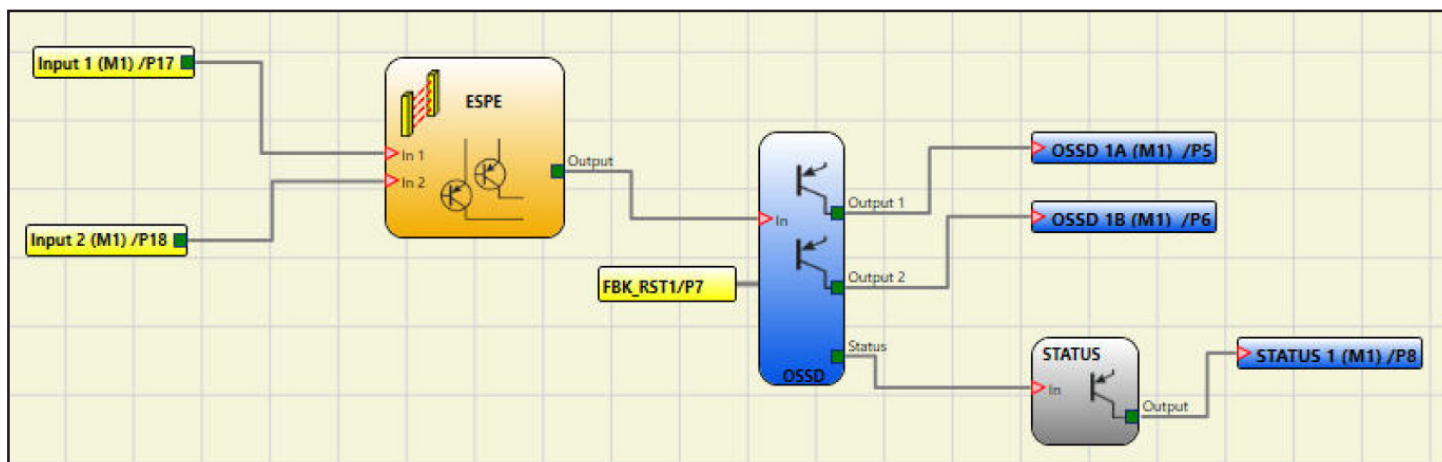 Input 1 (M1) /P17
Input 2 (M1) /P18
ESPE
In 1
In 2
Output
FBK_RST1/P7
In
Output 1
Output 2
Status
OSSD
OSSD 1A (M1) /P5
OSSD 1B (M1) /P6
STATUS
In
Output
STATUS 1 (M1) /P8